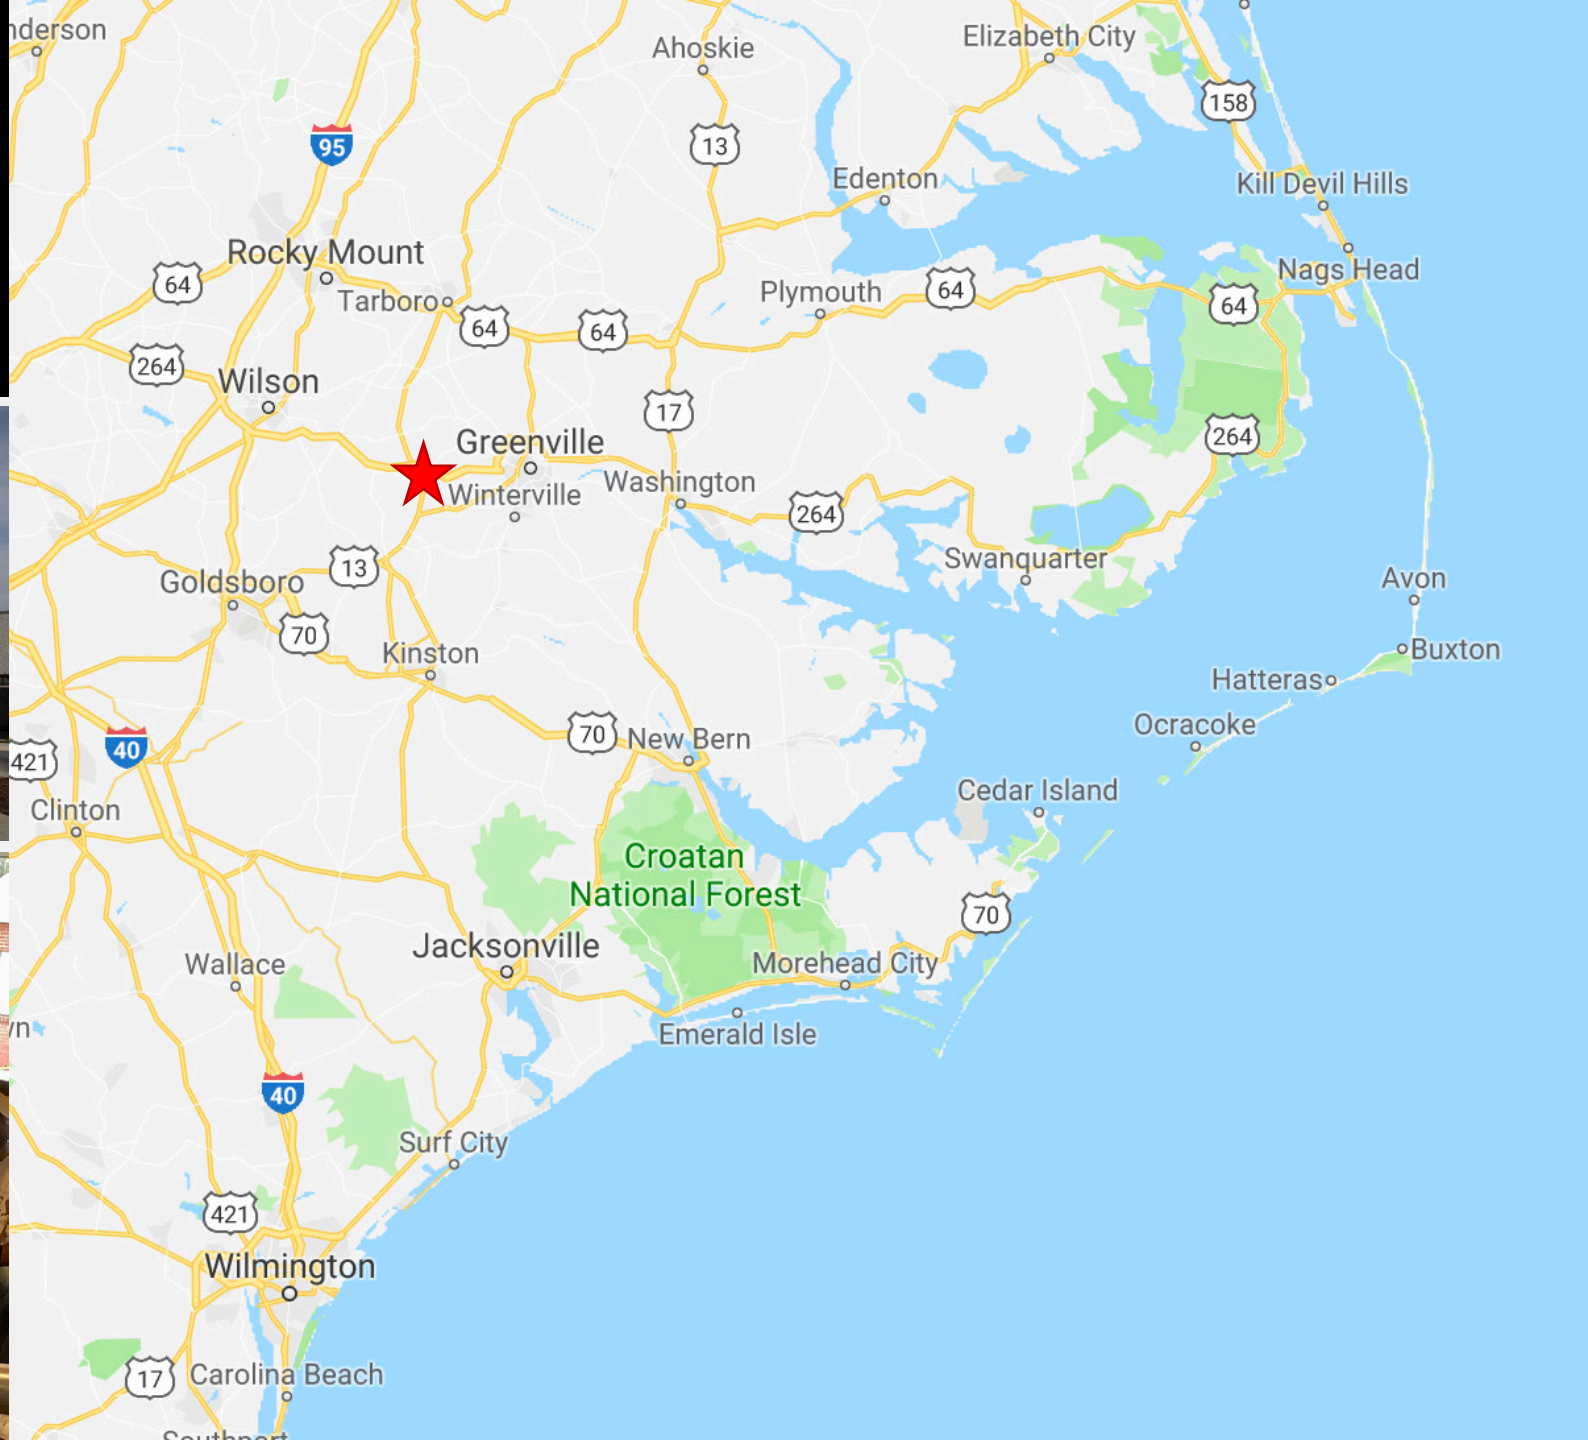 nderson
Ahoskie
Elizabeth City
158
95
13
Edenton
Kill Devil Hills
Rocky Mount
64
Tarboro
Nags Head
Plymouth
64
64
64
64
264
Wilson
17
Greenville
264
Washington
Winterville
264
Swanquarter
13
Goldsboro
Avon
70
Kinston
Buxton
Hatteras
Ocracoke
70
New Bern
40
421
Cedar Island
Clinton
Croatan
National Forest
70
Jacksonville
Wallace
Morehead City
vn
Emerald Isle
40
Surf City
421
Wilmington
17
Carolina Beach
Southport